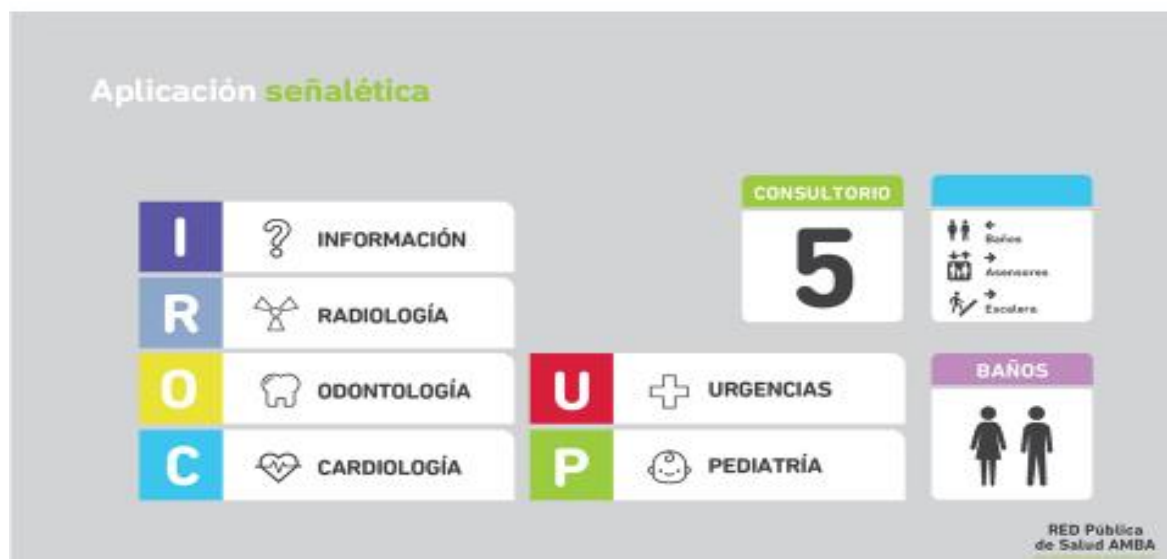 Aplicación señalética
I INFORMACIÓN
R RADIOLOGÍA
O ODONTOLOGÍA
C CARDIOLOGÍA
U URGENCIAS
P PEDIATRÍA
CONSULTORIO
5
←
Baños
→
Ascensores
→
Escalera
BAÑOS
RED Pública
de Salud AMBA